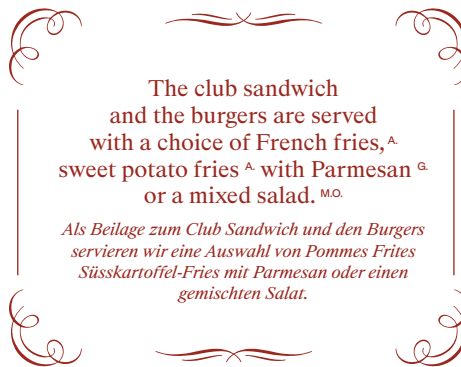 The club sandwich
and the burgers are served
with a choice of French fries, A.
sweet potato fries A. with Parmesan G.
or a mixed salad. M.O.
Als Beilage zum Club Sandwich und den Burgers
servieren wir eine Auswahl von Pommes Frites
Süsskartoffel-Fries mit Parmesan oder einen
gemischten Salat.